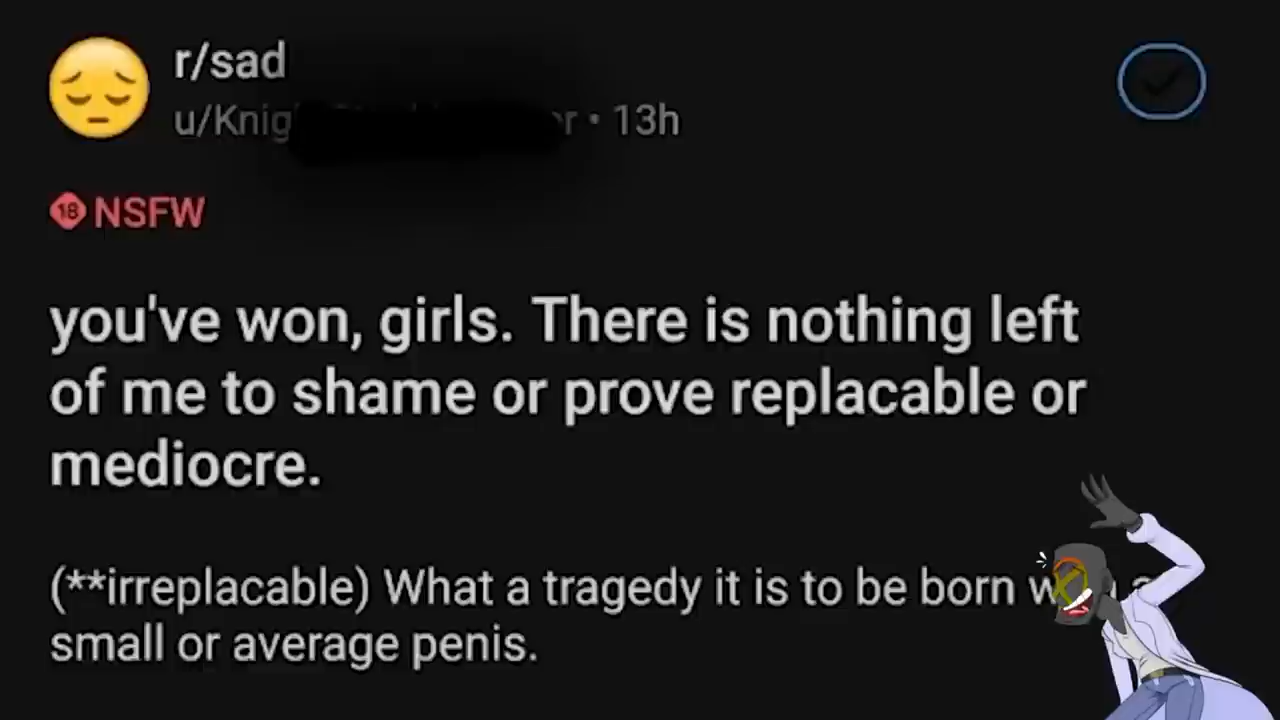 r/sad
u/Knig r • 13h
18 NSFW
you've won, girls. There is nothing left
of me to shame or prove replacable or
mediocre.
(**irreplacable) What a tragedy it is to be born
small or average penis.